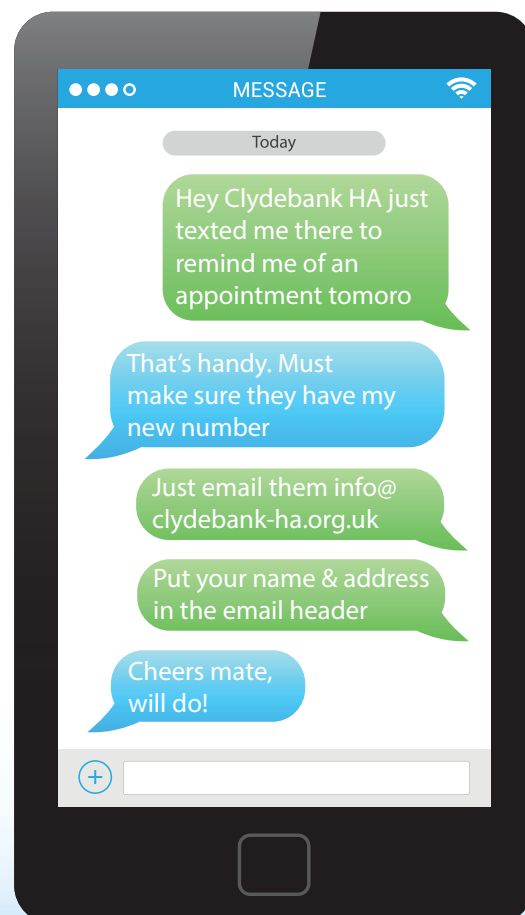 MESSAGE
Today
Hey Clydebank HA just
texted me there to
remind me of an
appointment tomoro
That’s handy. Must
make sure they have my
new number
Just email them info@
clydebank-ha.org.uk
Put your name & address
in the email header
Cheers mate,
will do!